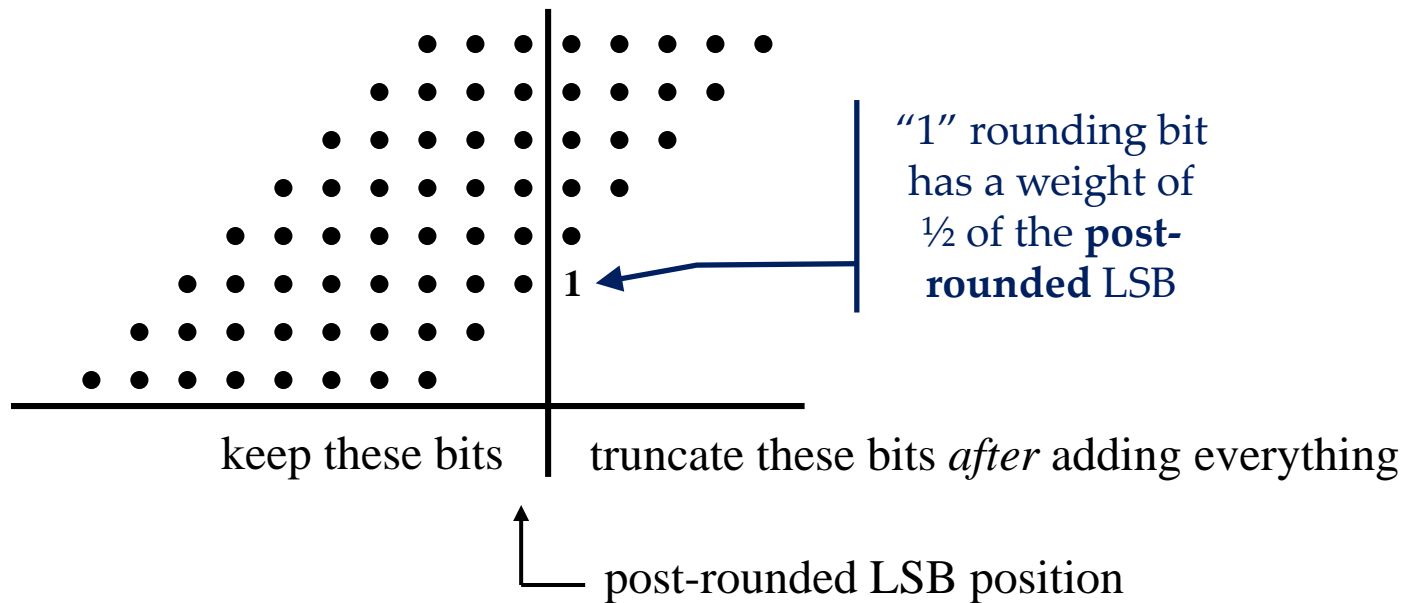 “1” rounding bit
has a weight of
½ of the post-
rounded LSB
1
keep these bits
truncate these bits after adding everything
post-rounded LSB position